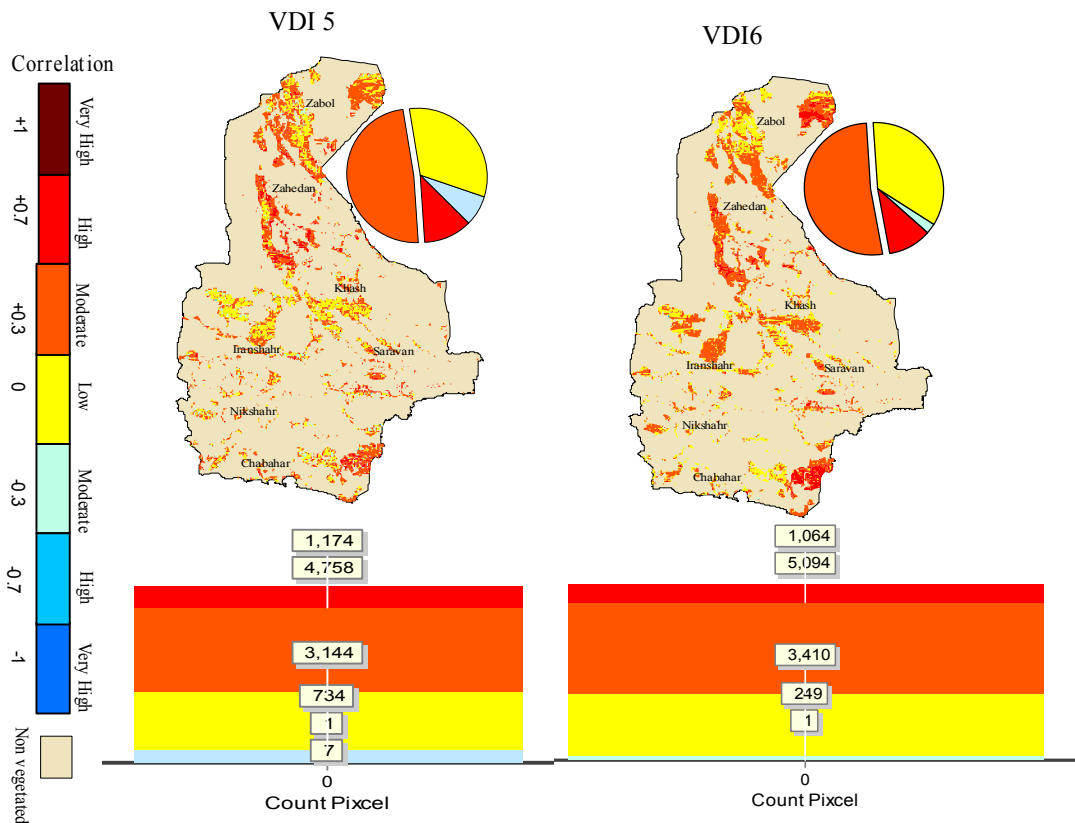 VDI 5
VDI6
Correlation
Very High
+1
High
+0.7
Moderate
+0.3
Low
0
Moderate
-0.3
High
-0.7
Very High
-1
Non vegetated
Zabol
Zahedan
Khash
Iranshahr
Saravan
Nikshahr
Chabahar
Zabol
Zahedan
Khash
Iranshahr
Saravan
Nikshahr
Chabahar
1,174
4,758
3,144
734
1
7
0
Count Pixcel
1,064
5,094
3,410
249
1
0
Count Pixcel